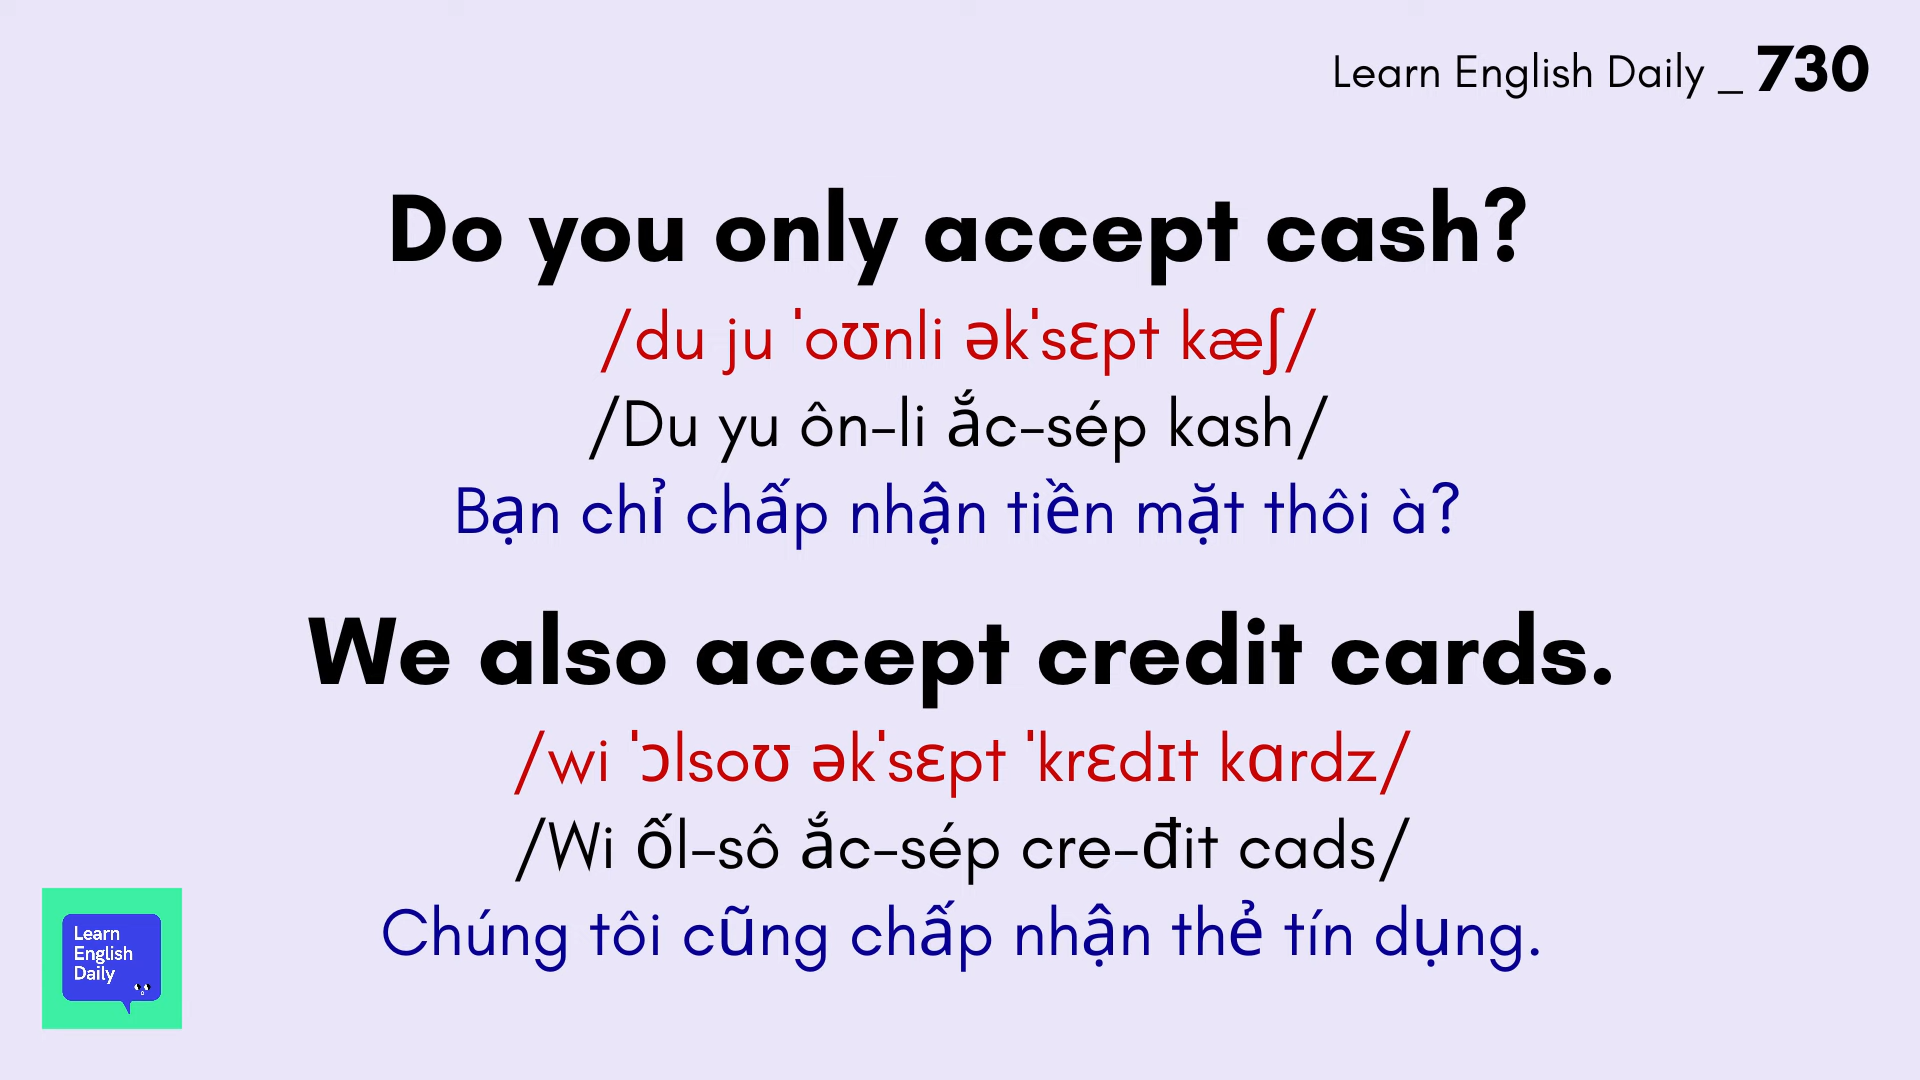 Learn English Daily _ 730
Do you only accept cash?
/du ju ˈoʊnli əkˈsɛpt kæʃ/
/Du yu ôn-li ắc-sép kash/
Bạn chỉ chấp nhận tiền mặt thôi à?
We also accept credit cards.
/wi ˈɔlsoʊ əkˈsɛpt ˈkrɛdɪt kɑrdz/
/Wi ốl-sô ắc-sép cre-đit cads/
Chúng tôi cũng chấp nhận thẻ tín dụng.
Learn
English
Daily